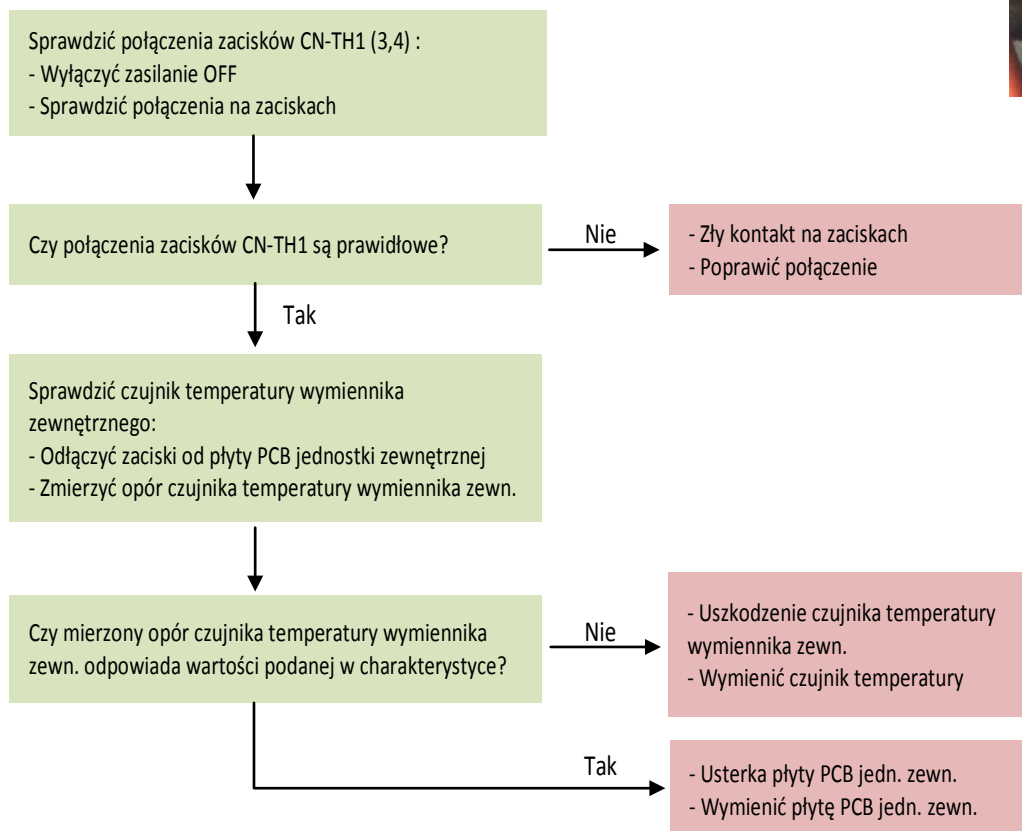 Sprawdzić połączenia zacisków CN-TH1 (3,4) :
- Wyłączyć zasilanie OFF
- Sprawdzić połączenia na zaciskach
Czy połączenia zacisków CN-TH1 są prawidłowe?
Nie
- Zły kontakt na zaciskach
- Poprawić połączenie
Tak
Sprawdzić czujnik temperatury wymiennika
zewnętrznego:
- Odłączyć zaciski od płyty PCB jednostki zewnętrznej
- Zmierzyć opór czujnika temperatury wymiennika zewn.
Czy mierzony opór czujnika temperatury wymiennika
zewn. odpowiada wartości podanej w charakterystyce?
Nie
- Uszkodzenie czujnika temperatury
wymiennika zewn.
- Wymienić czujnik temperatury
Tak
- Usterka płyty PCB jedn. zewn.
- Wymienić płytę PCB jedn. zewn.